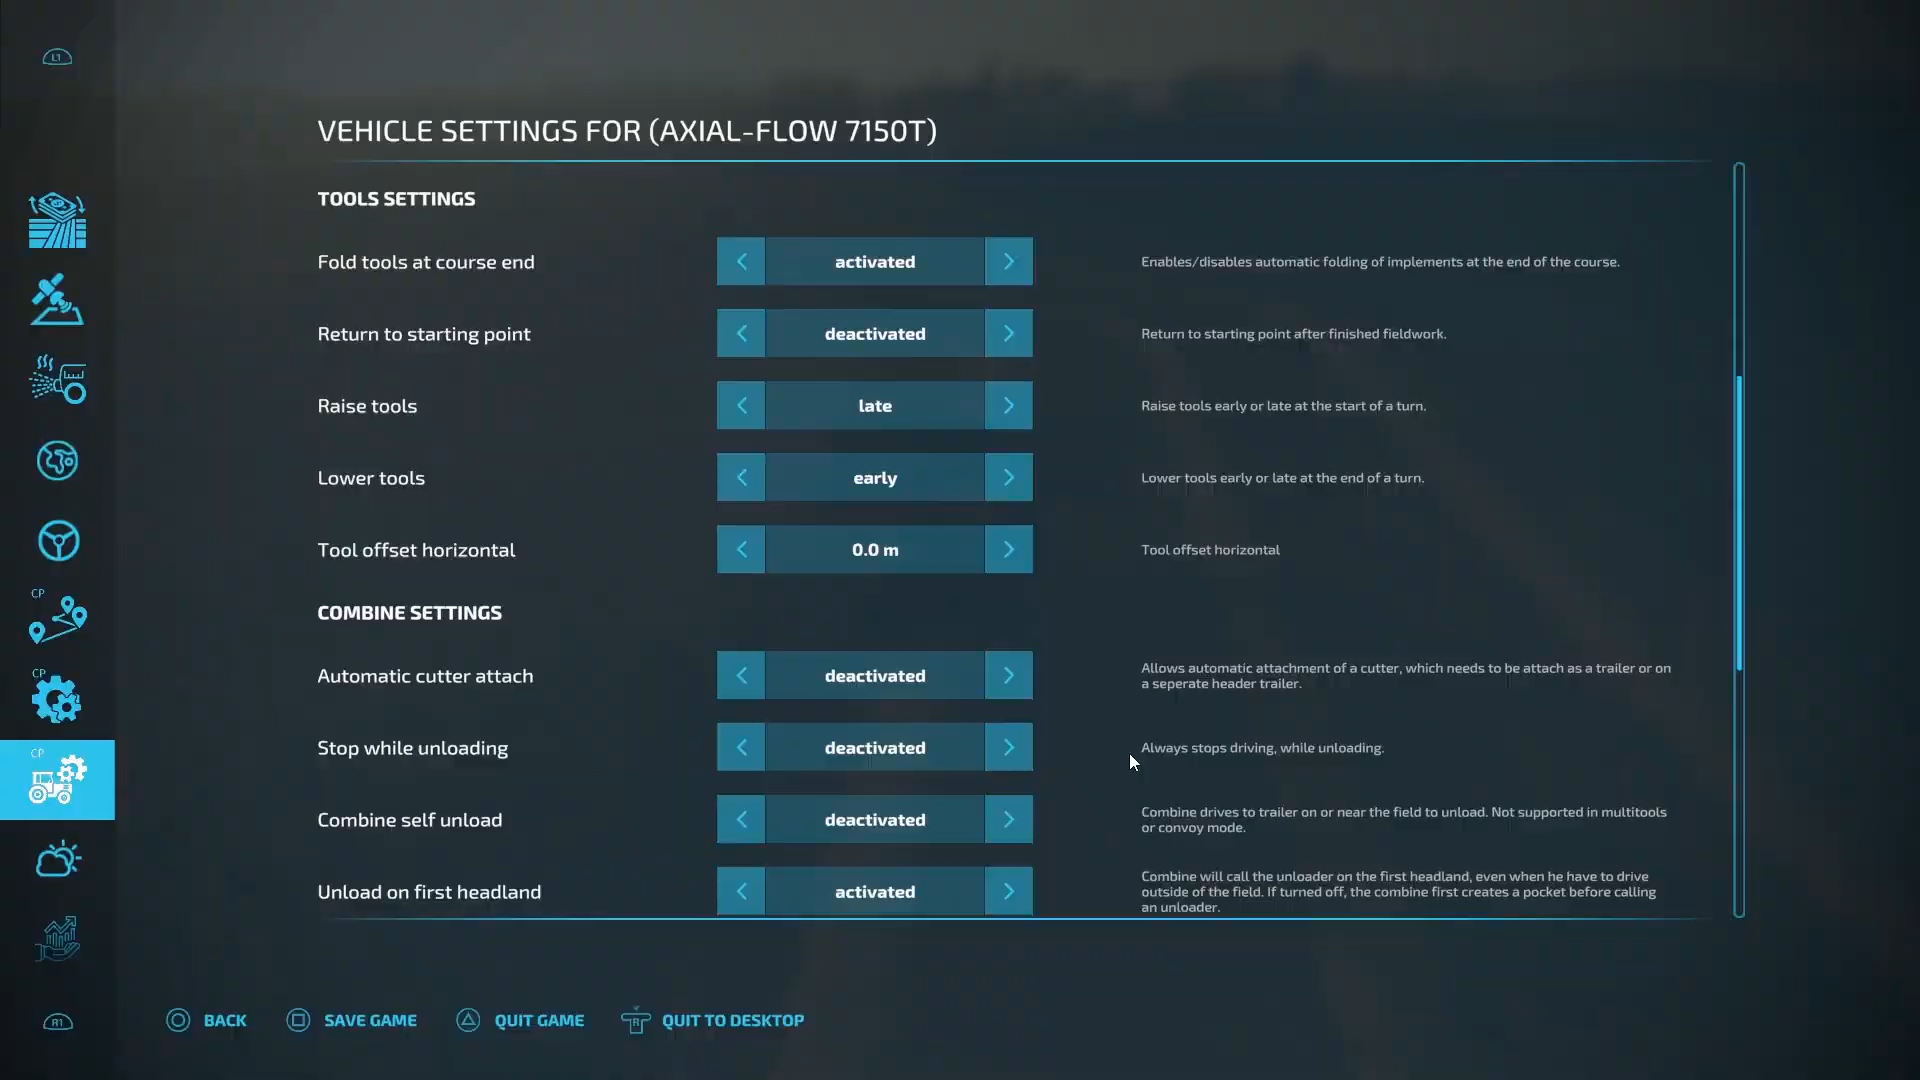 L1
VEHICLE SETTINGS FOR (AXIAL-FLOW 7150T)
TOOLS SETTINGS
Fold tools at course end
activated
Enables/disables automatic folding of implements at the end of the course.
Return to starting point
deactivated
Return to starting point after finished fieldwork.
Raise tools
late
Raise tools early or late at the start of a turn.
Lower tools
early
Lower tools early or late at the end of a turn.
Tool offset horizontal
0.0 m
Tool offset horizontal
CP
COMBINE SETTINGS
CP
Automatic cutter attach
deactivated
Allows automatic attachment of a cutter, which needs to be attach as a trailer or on
a seperate header trailer.
CP
Stop while unloading
deactivated
Always stops driving, while unloading.
Combine self unload
deactivated
Combine drives to trailer on or near the field to unload. Not supported in multitools
or convoy mode.
Unload on first headland
activated
Combine will call the unloader on the first headland, even when he have to drive
outside of the field. If turned off, the combine first creates a pocket before calling
an unloader.
R1
BACK
SAVE GAME
QUIT GAME
R
QUIT TO DESKTOP